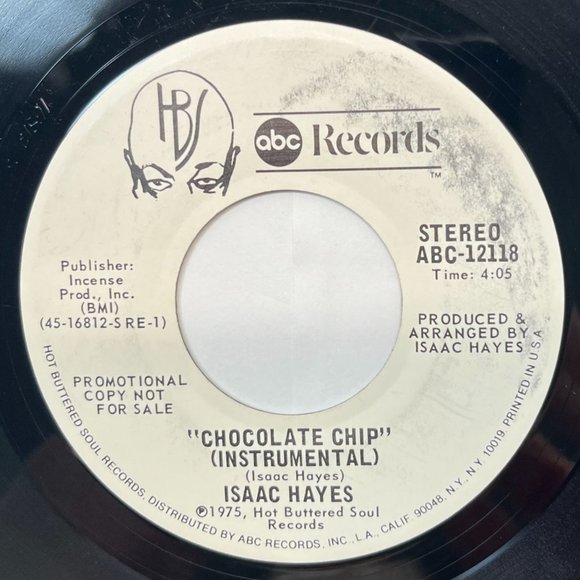 HBS
abc Records
TM
STEREO
ABC-12118
Time: 4:05
Publisher:
Incense
Prod., Inc.
(BMI)
(45-16812-S RE-1)
PRODUCED &
ARRANGED BY
ISAAC HAYES
PROMOTIONAL
COPY NOT
FOR SALE
"CHOCOLATE CHIP"
(INSTRUMENTAL)
(Isaac Hayes)
ISAAC HAYES
℗1975, Hot Buttered Soul
Records
HOT BUTTERED SOUL RECORDS, DISTRIBUTED BY ABC RECORDS, INC., L.A., CALIF. 90048, N.Y., N.Y. 10019. PRINTED IN U.S.A.